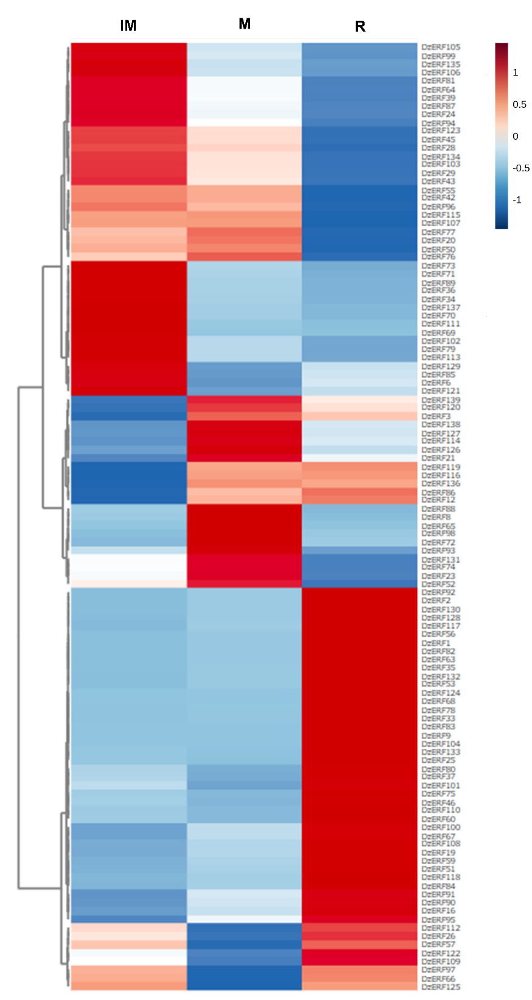 IM M R
DzERF105
DzERF99
DzERF135
DzERF106
DzERF81
DzERF64
DzERF39
DzERF87
DzERF24
DzERF94
DzERF123
DzERF45
DzERF28
DzERF134
DzERF103
DzERF29
DzERF43
DzERF55
DzERF42
DzERF96
DzERF115
DzERF107
DzERF77
DzERF20
DzERF50
DzERF76
DzERF73
DzERF71
DzERF89
DzERF36
DzERF34
DzERF137
DzERF70
DzERF111
DzERF69
DzERF102
DzERF79
DzERF113
DzERF129
DzERF85
DzERF6
DzERF121
DzERF139
DzERF120
DzERF3
DzERF138
DzERF127
DzERF114
DzERF126
DzERF21
DzERF119
DzERF116
DzERF136
DzERF86
DzERF12
DzERF88
DzERF8
DzERF65
DzERF98
DzERF72
DzERF93
DzERF131
DzERF74
DzERF23
DzERF52
DzERF92
DzERF2
DzERF130
DzERF128
DzERF117
DzERF56
DzERF1
DzERF82
DzERF63
DzERF35
DzERF132
DzERF53
DzERF124
DzERF68
DzERF78
DzERF33
DzERF83
DzERF9
DzERF104
DzERF133
DzERF25
DzERF80
DzERF37
DzERF101
DzERF75
DzERF46
DzERF110
DzERF60
DzERF100
DzERF67
DzERF108
DzERF19
DzERF59
DzERF51
DzERF118
DzERF84
DzERF91
DzERF90
DzERF16
DzERF95
DzERF112
DzERF26
DzERF57
DzERF122
DzERF109
DzERF97
DzERF66
DzERF125
1
0.5
0
-0.5
-1